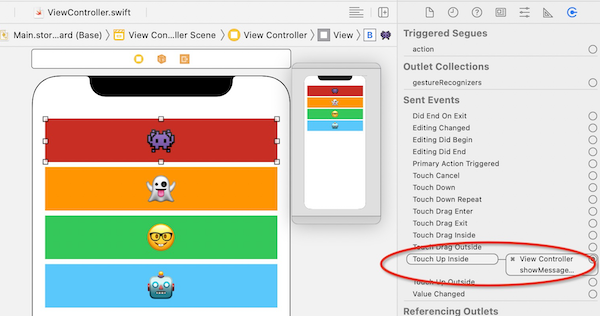 ViewController.swift
Main.stor...ard (Base) View Con...ller Scene View Controller View B
Triggered Segues
action
Outlet Collections
gestureRecognizers
Sent Events
Did End On Exit
Editing Changed
Editing Did Begin
Editing Did End
Primary Action Triggered
Touch Cancel
Touch Down
Touch Down Repeat
Touch Drag Enter
Touch Drag Exit
Touch Drag Inside
Touch Drag Outside
Touch Up Inside
View Controller
showMessage...
Touch Up Outside
Value Changed
Referencing Outlets